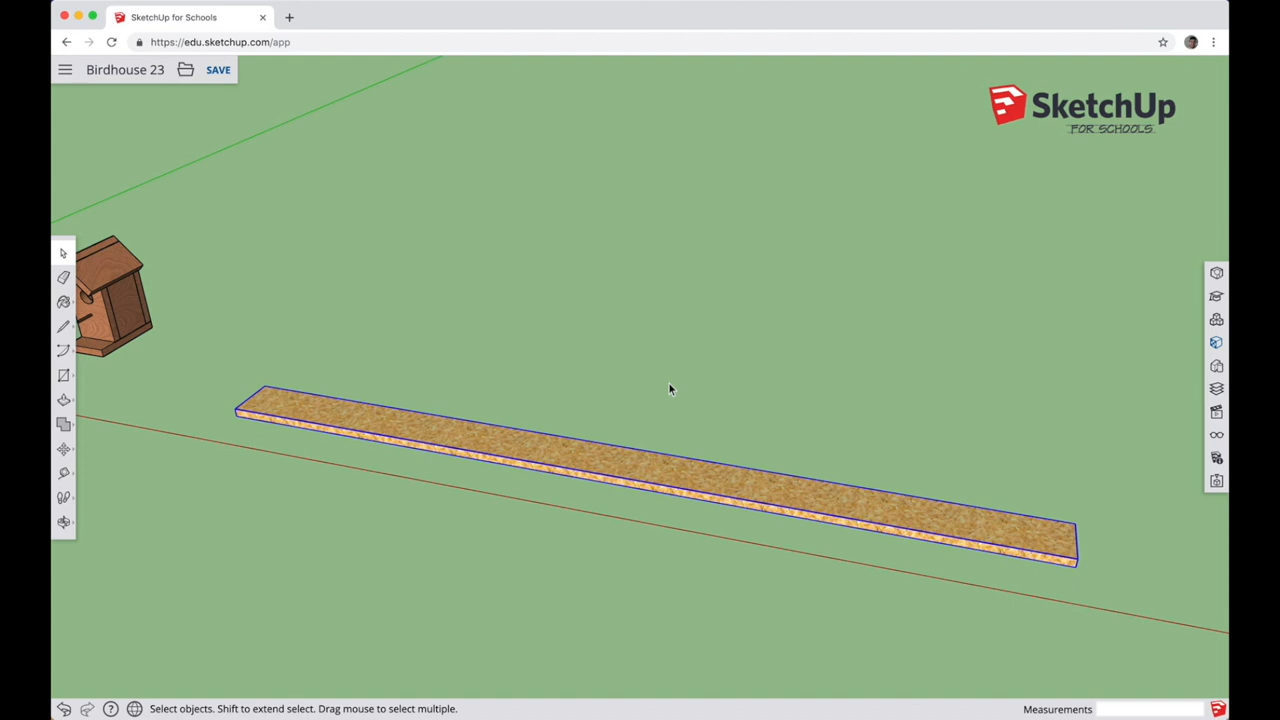 SketchUp for Schools
https://edu.sketchup.com/app
Birdhouse 23
SAVE
SketchUp
FOR SCHOOLS
Select objects. Shift to extend select. Drag mouse to select multiple.
Measurements